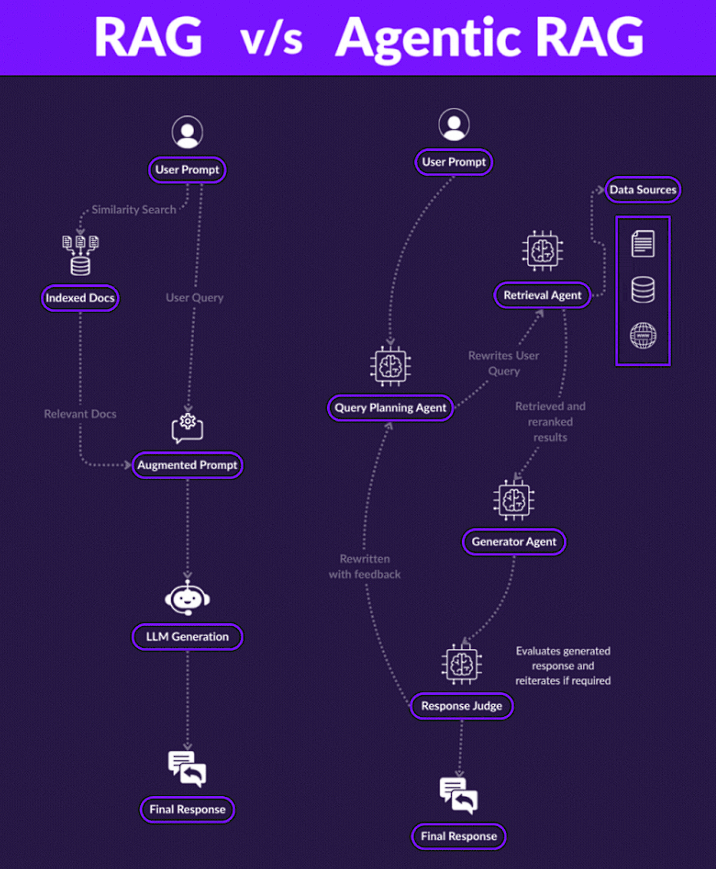 RAG v/s Agentic RAG
User Prompt
Similarity Search
Indexed Docs
User Query
Relevant Docs
Augmented Prompt
LLM Generation
Final Response
User Prompt
Data Sources
WWW
Retrieval Agent
Rewrites User
Query
Query Planning Agent
Retrieved and
reranked
results
Generator Agent
Rewritten
with feedback
Evaluates generated
response and
reiterates if required
Response Judge
Final Response